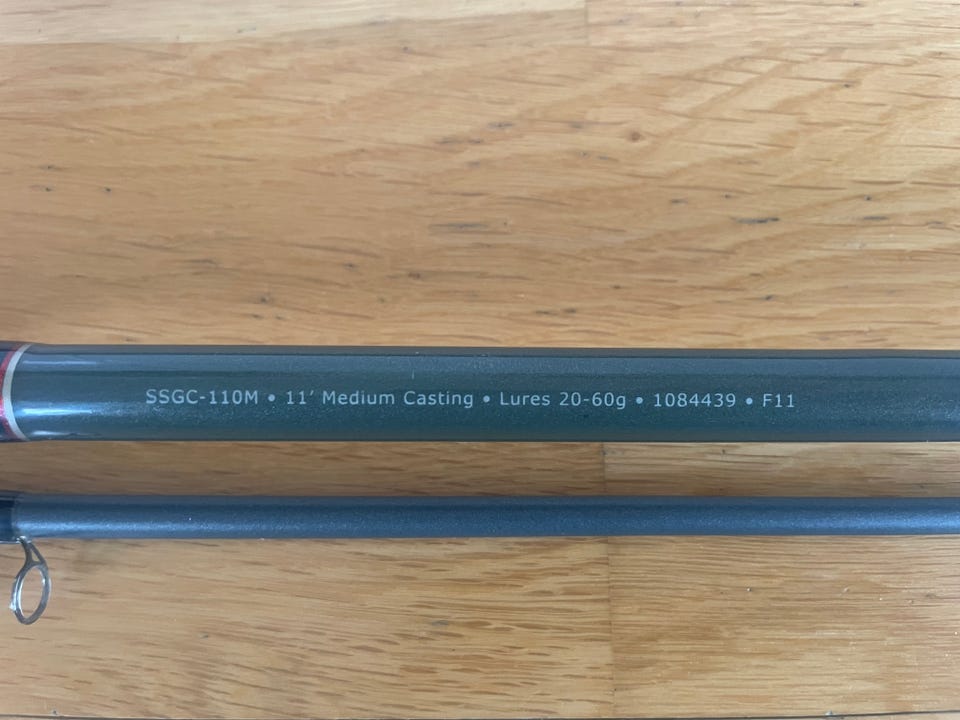 SSGC-110M • 11’ Medium Casting • Lures 20-60g • 1084439 • F11